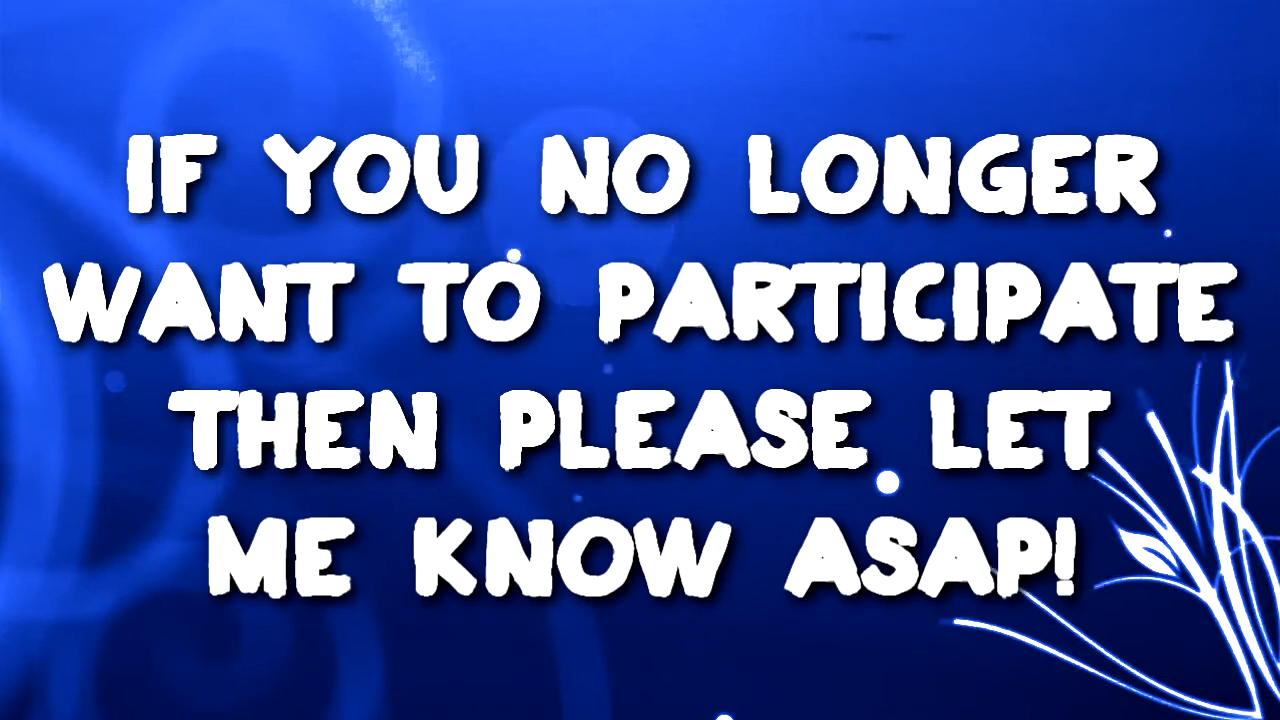 IF YOU NO LONGER
WANT TO PARTICIPATE
THEN PLEASE LET
ME KNOW ASAP!